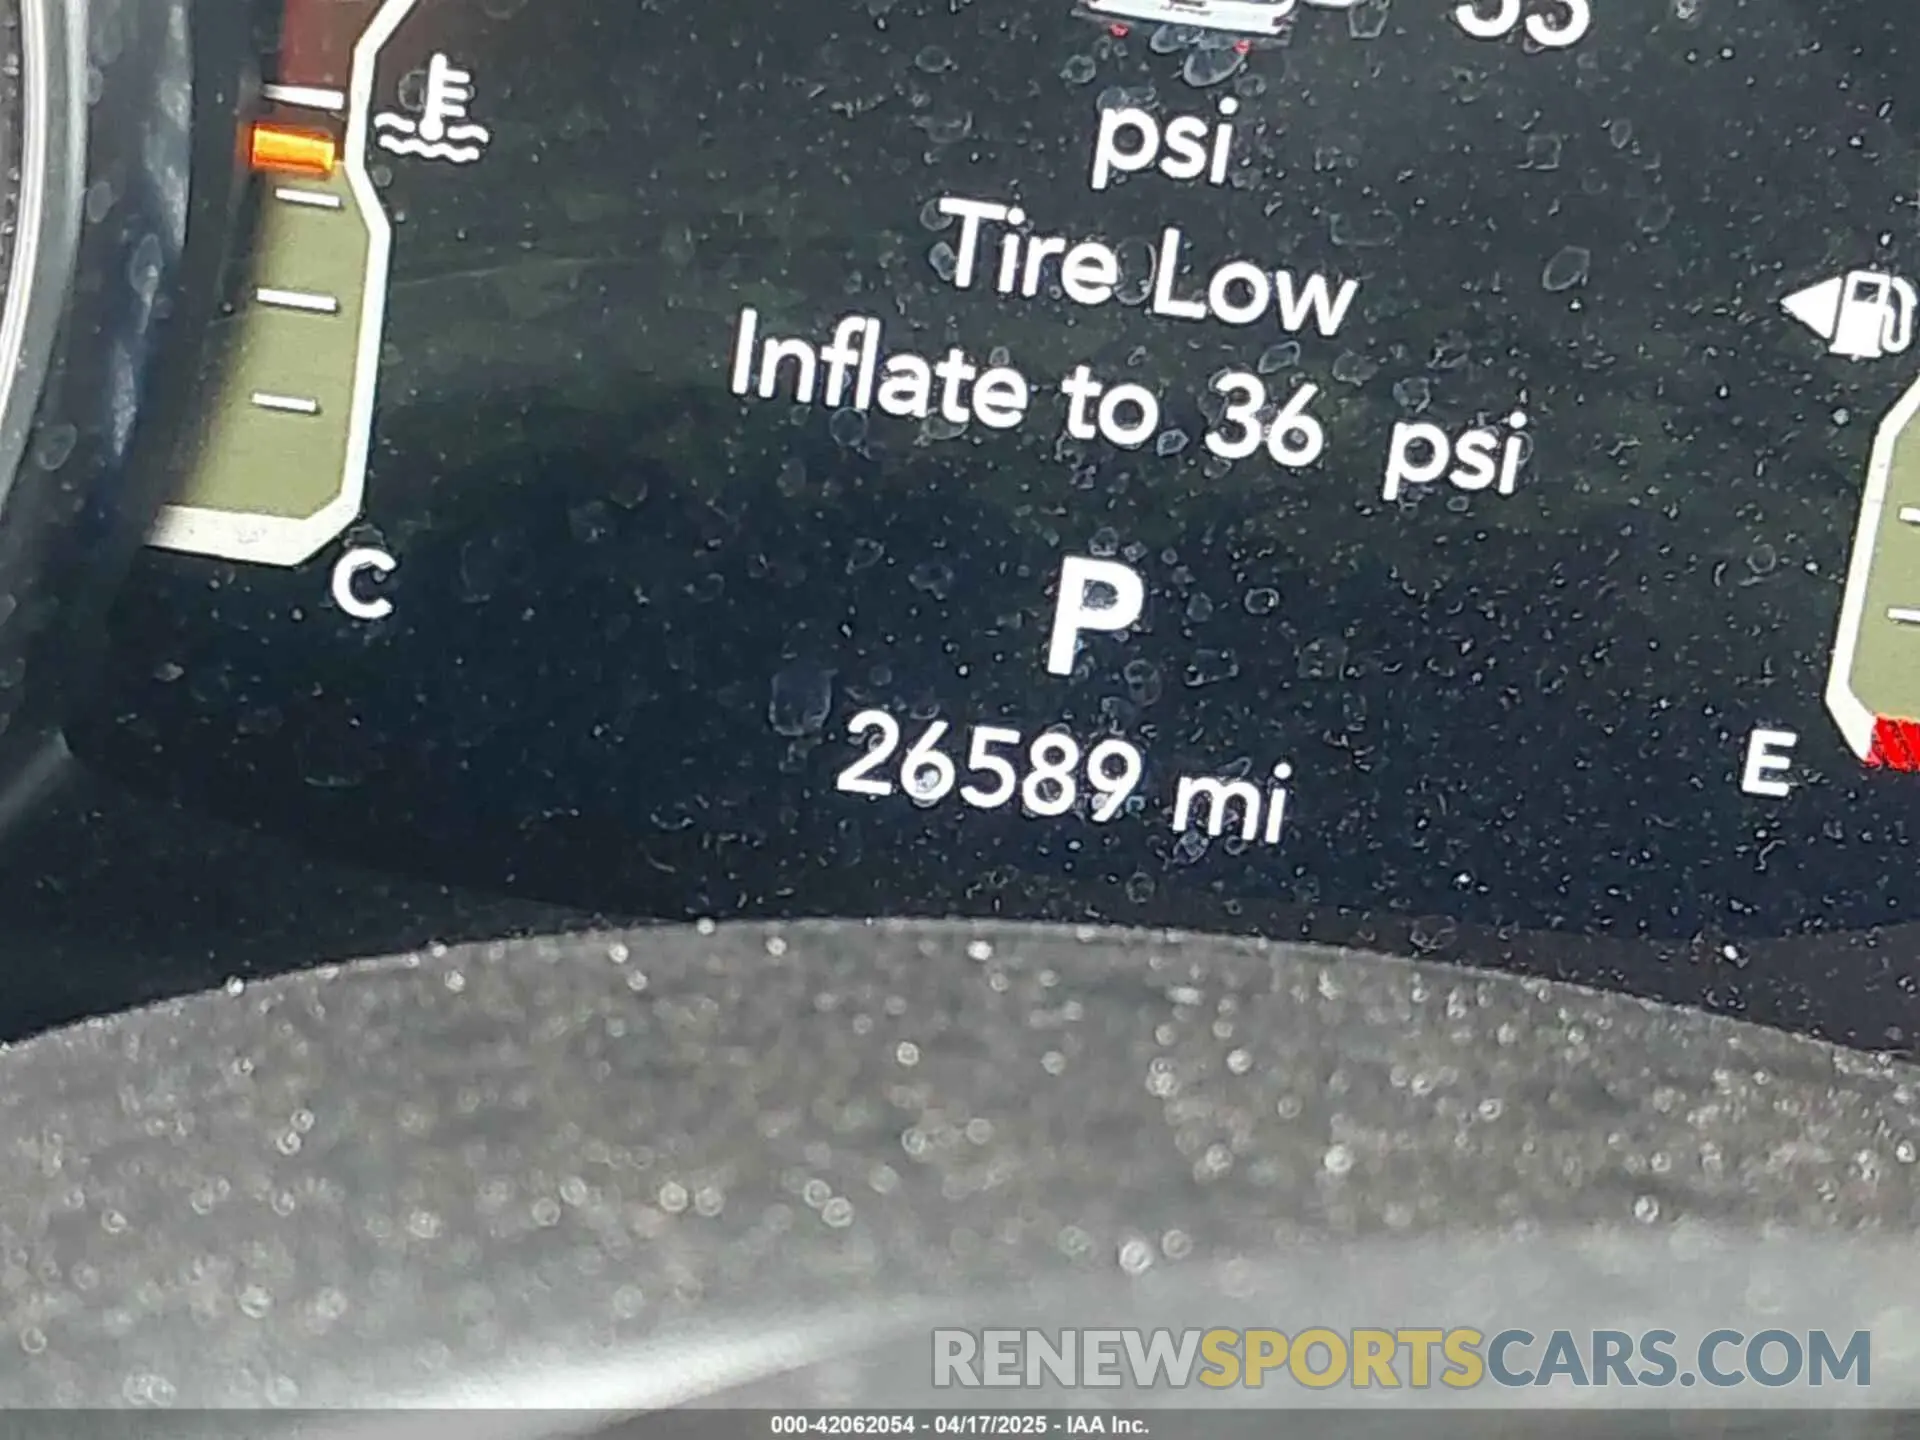 psi
Tire Low
Inflate to 36 psi
P
C
26589 mi
E
RENEWSPORTSCARS.COM
000-42062054 - 04/17/2025 - IAA Inc.